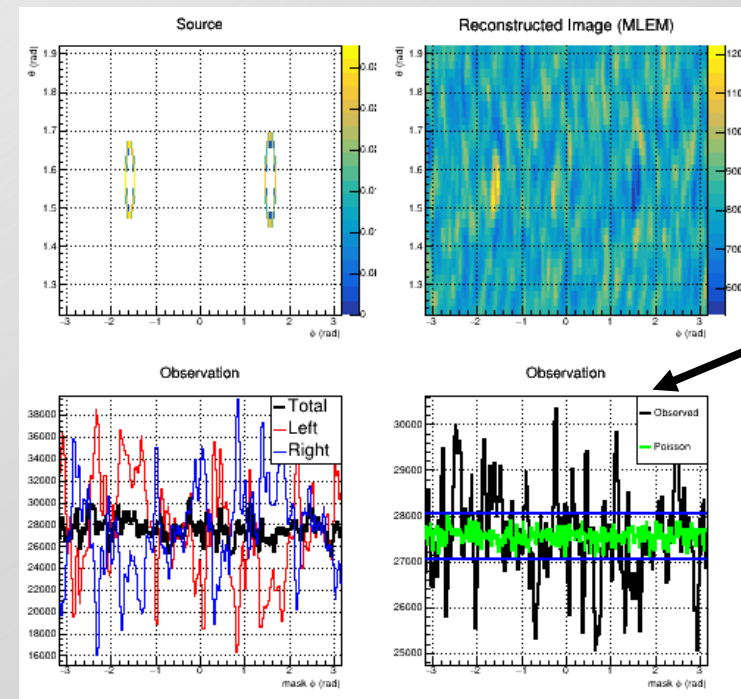 Source
θ (rad)
1.9
1.8
1.7
1.6
1.5
1.4
1.3
−3 −2 −1 0 1 2 3
ϕ (rad)
0
Reconstructed Image (MLEM)
θ (rad)
1.9
1.8
1.7
1.6
1.5
1.4
1.3
−3 −2 −1 0 1 2 3
ϕ (rad)
900
800
700
600
Observation
38000
36000
34000
32000
30000
28000
26000
24000
22000
20000
18000
16000
−3 −2 −1 0 1 2 3
mask ϕ (rad)
Total
Left
Right
Observation
30000
29000
28000
27000
26000
25000
−3 −2 −1 0 1 2 3
mask ϕ (rad)
Observed
Poisson